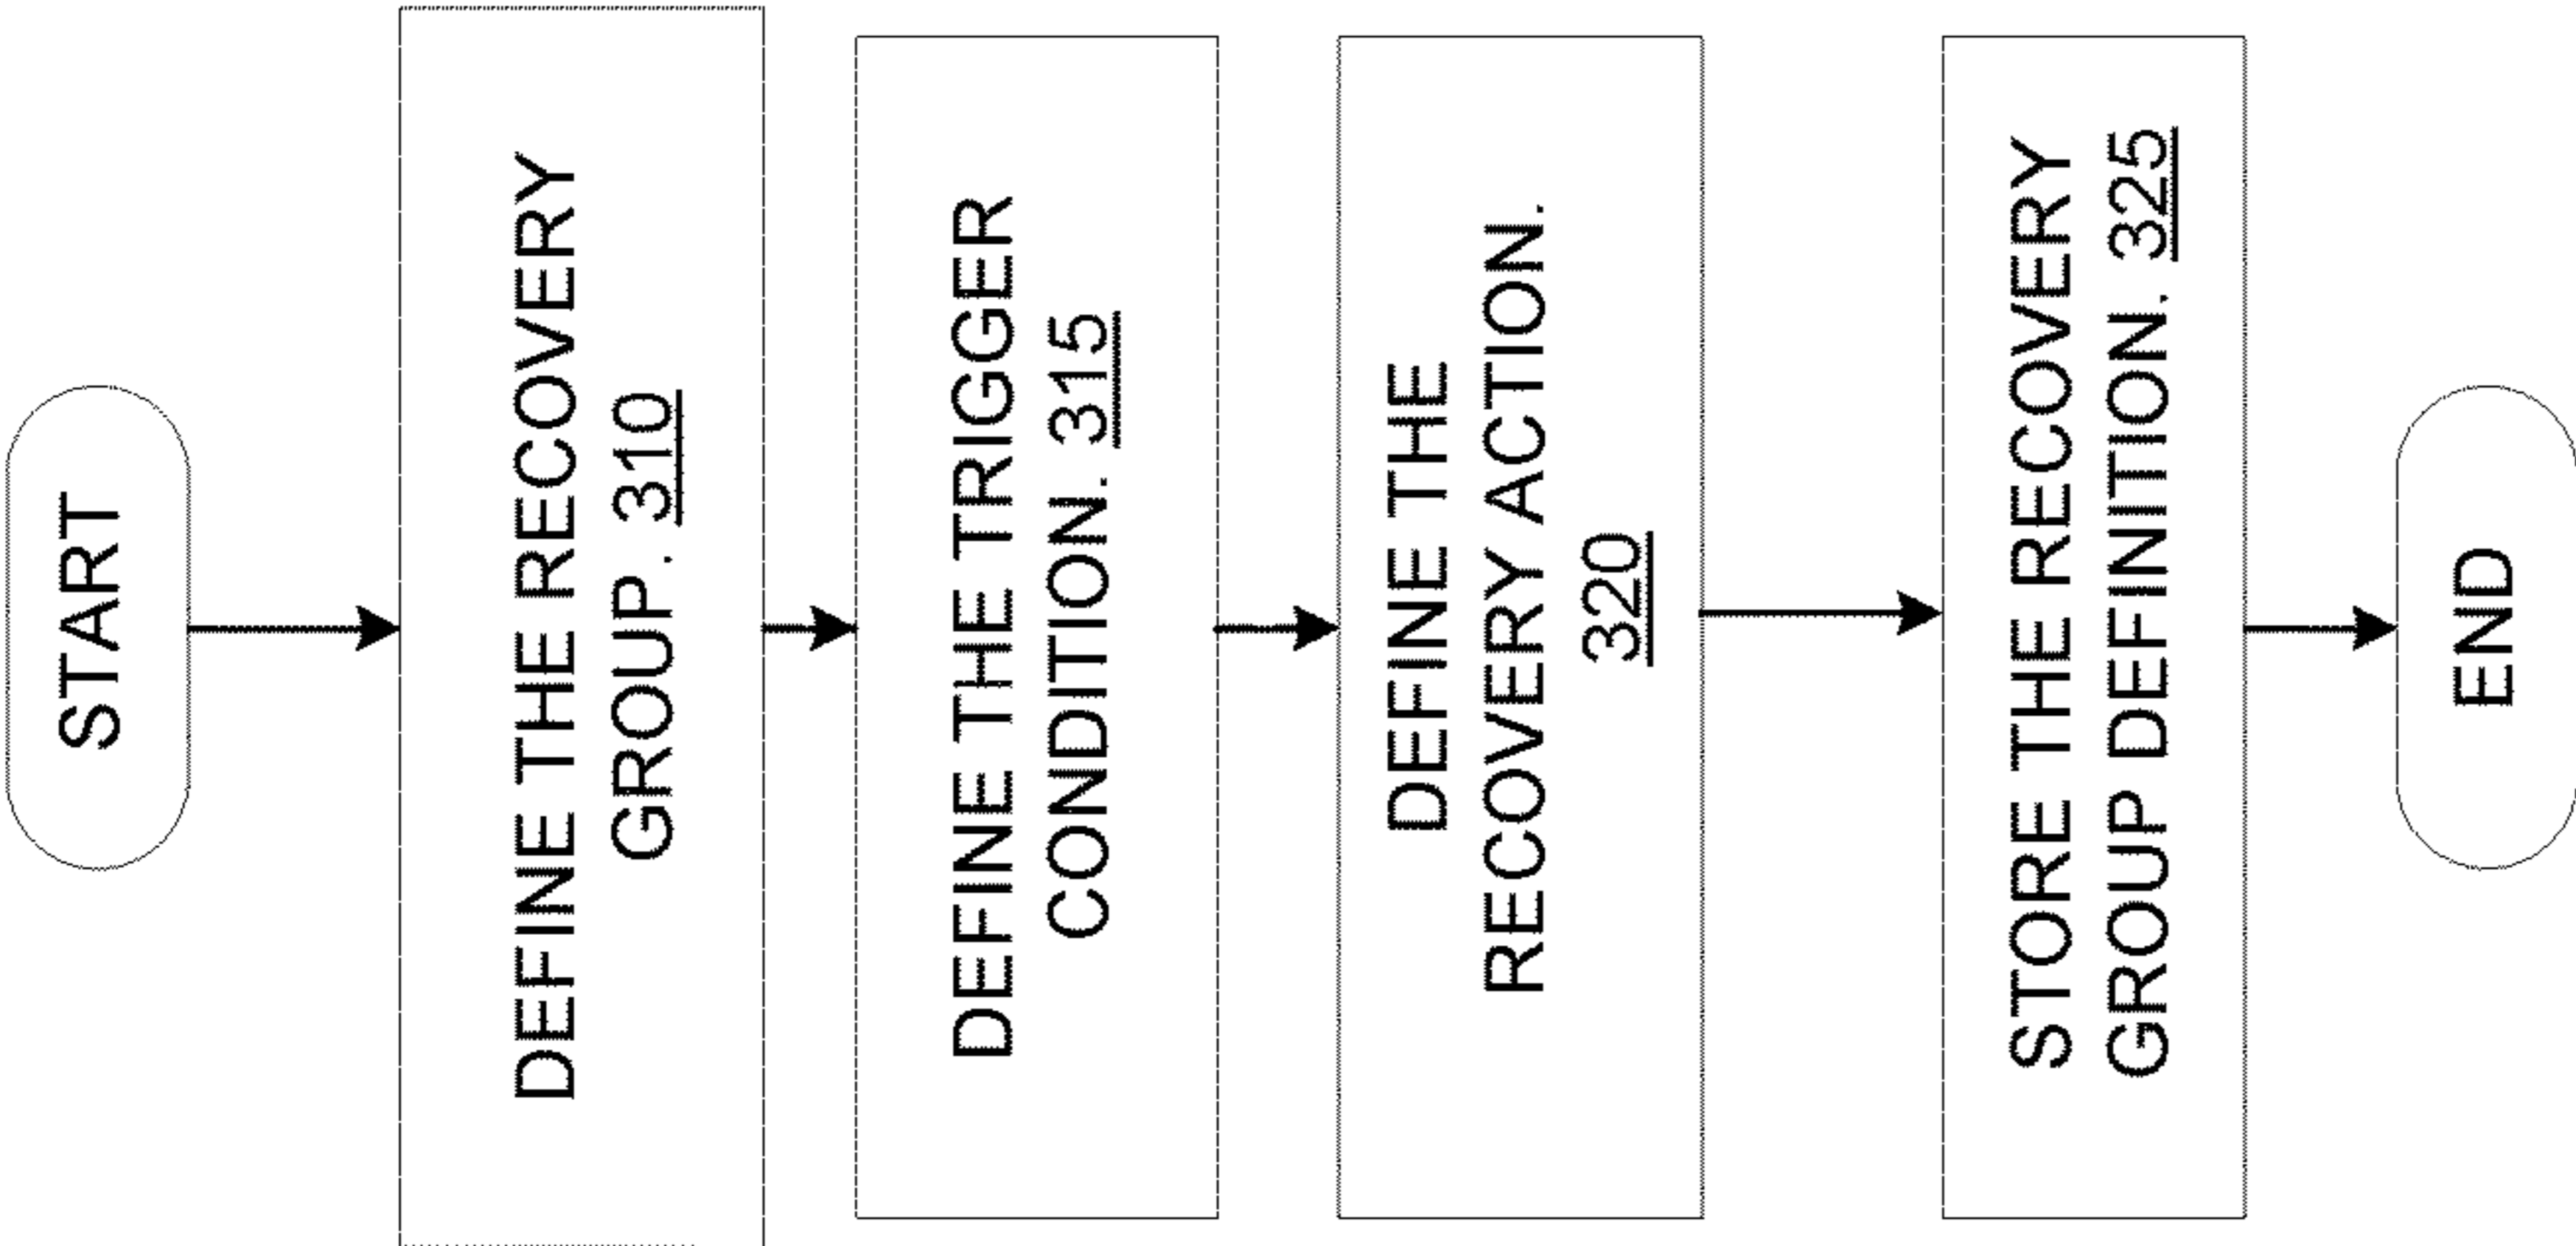 START
DEFINE THE RECOVERY
GROUP. 310
DEFINE THE TRIGGER
CONDITION. 315
DEFINE THE
RECOVERY ACTION.
320
STORE THE RECOVERY
GROUP DEFINITION. 325
END